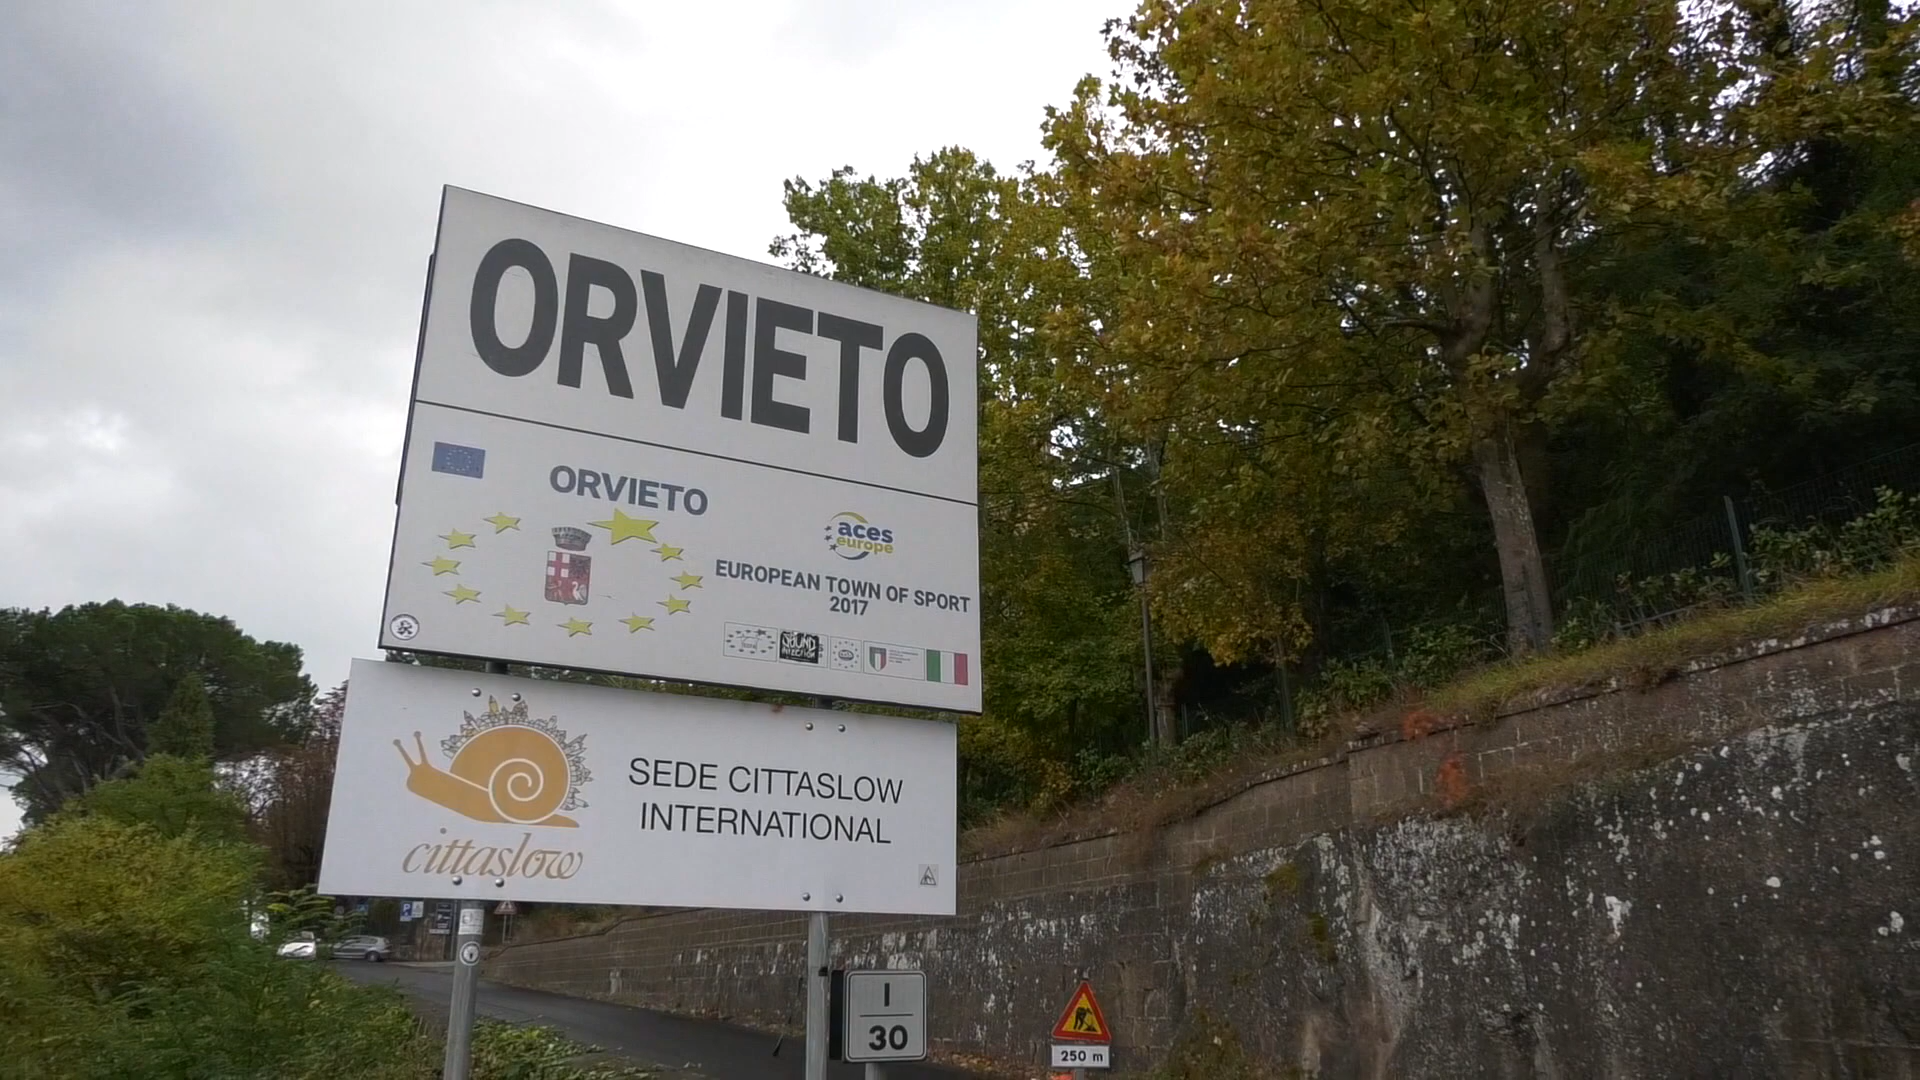 ORVIETO
ORVIETO
aces
europe
EUROPEAN TOWN OF SPORT
2017
SEDE CITTASLOW
INTERNATIONAL
cittaslow
I
30
250 m